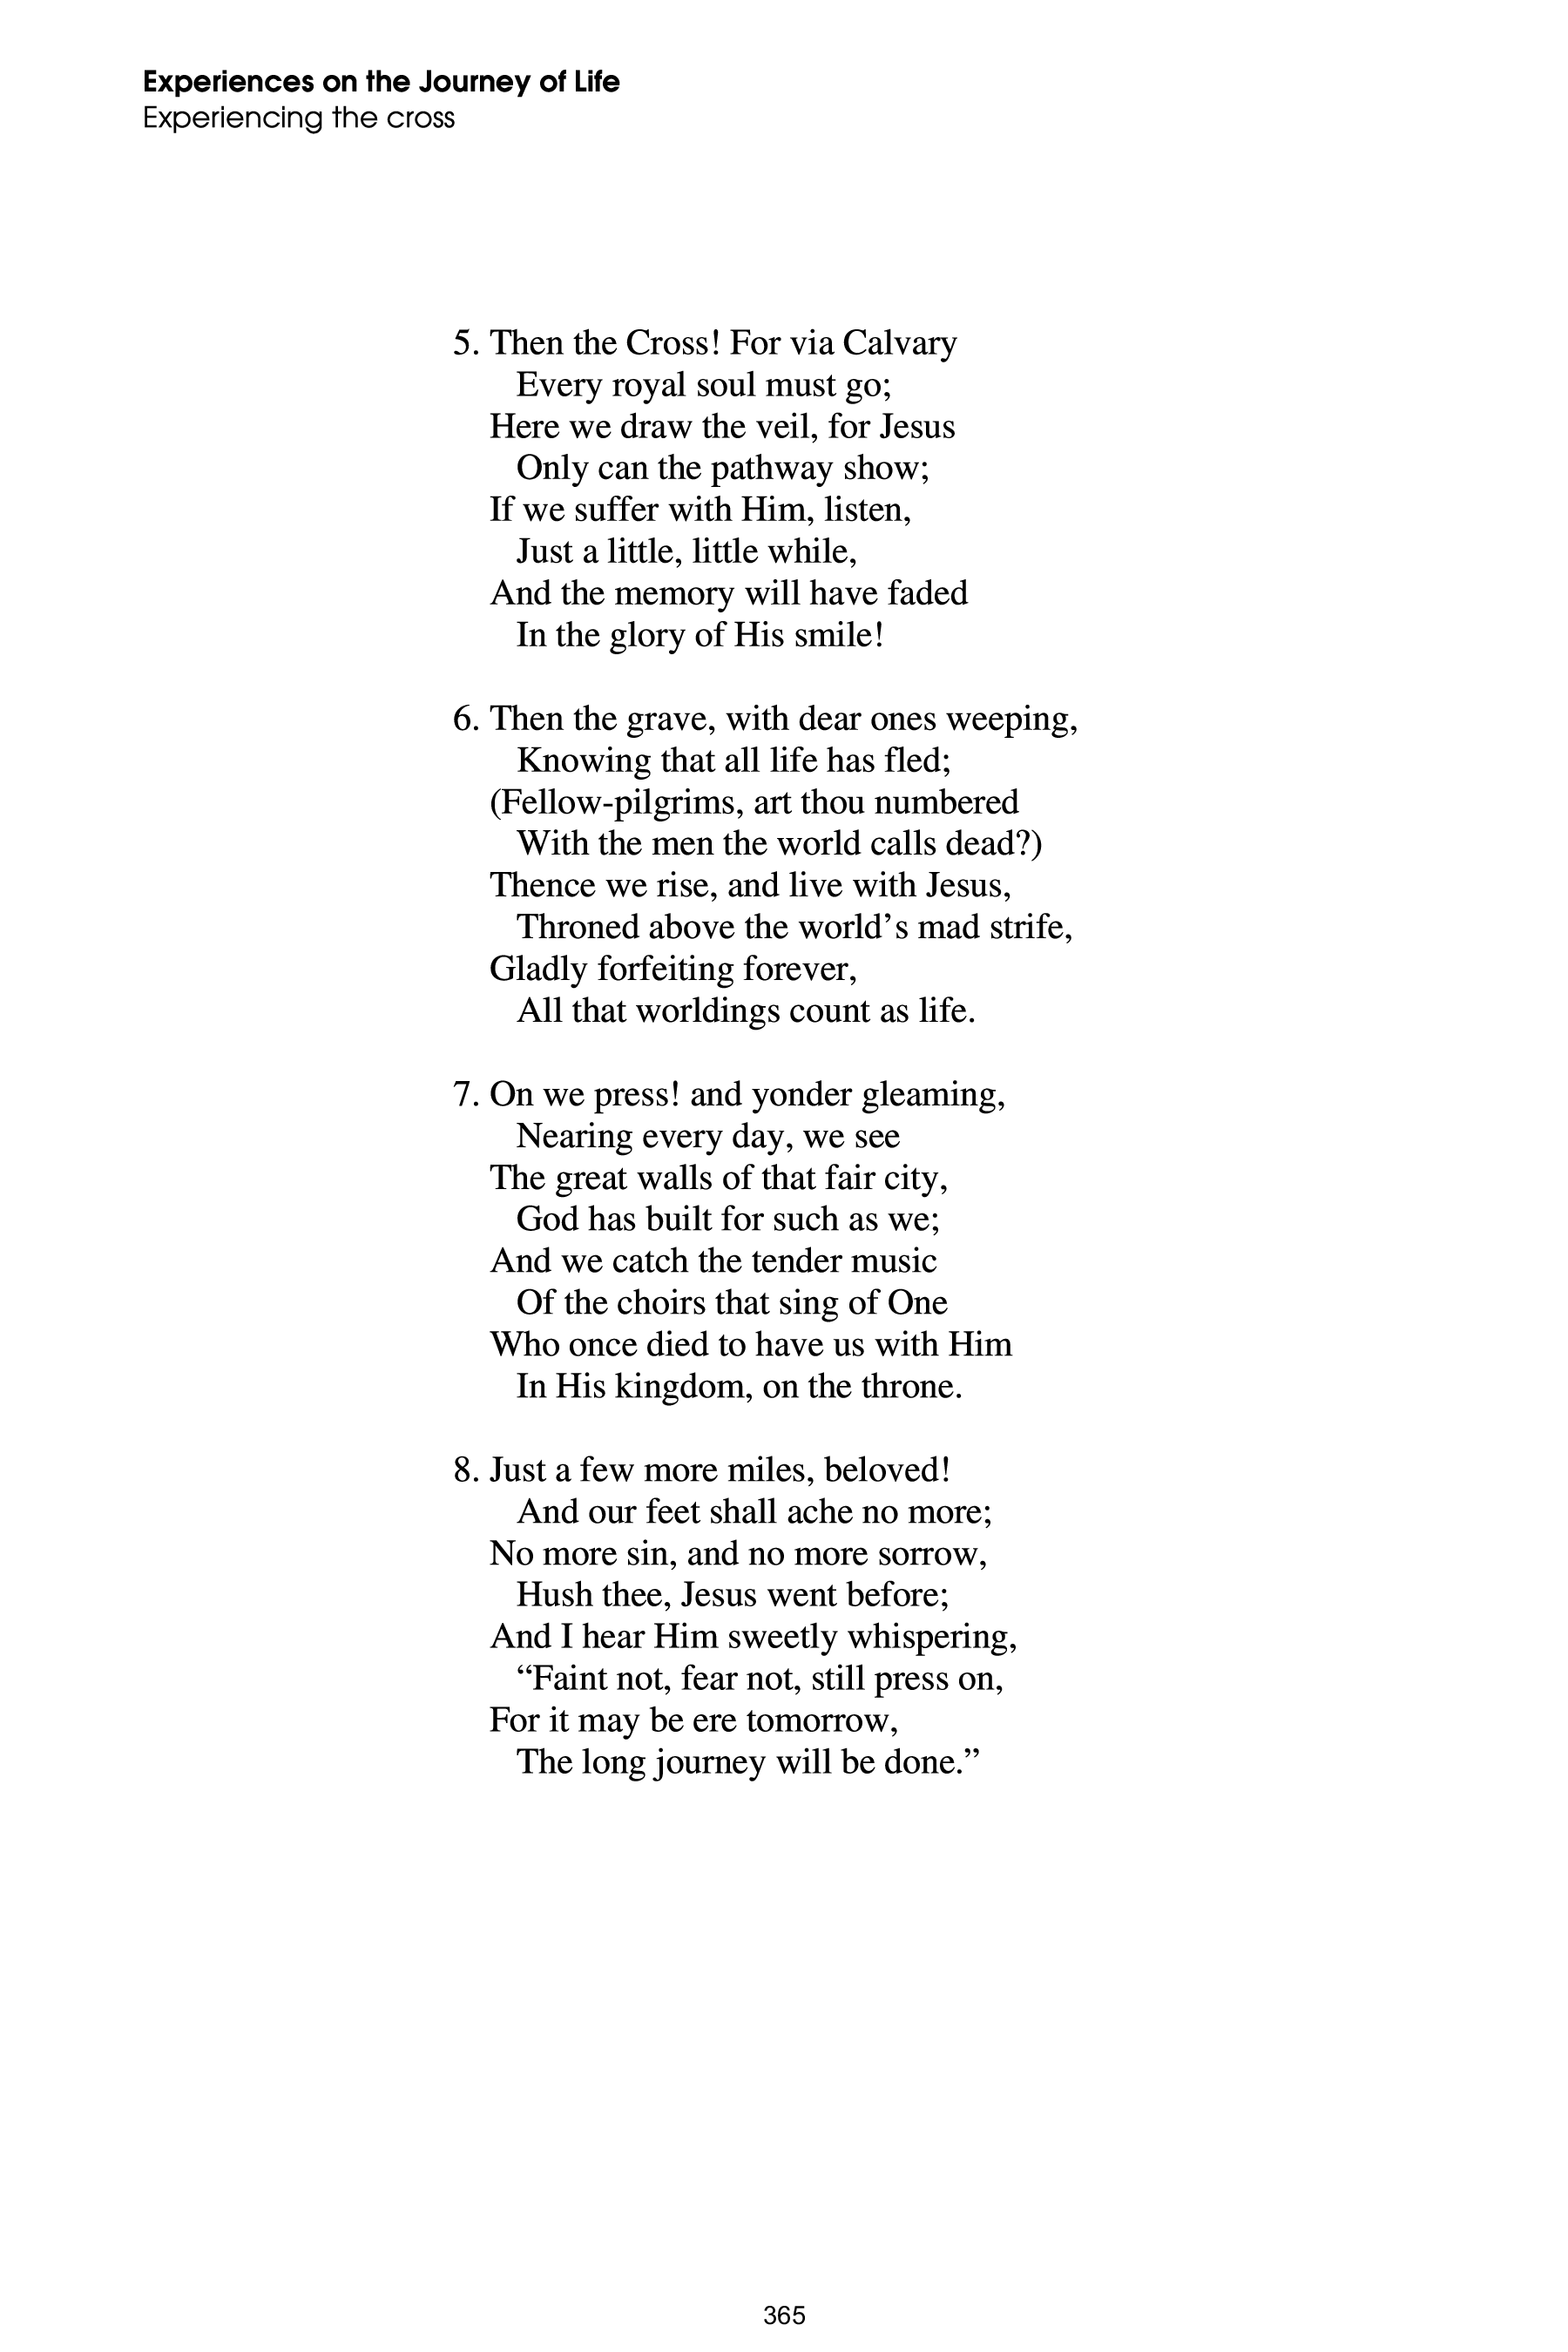 Experiences on the Journey of Life
Experiencing the cross
5. Then the Cross! For via Calvary
Every royal soul must go;
Here we draw the veil, for Jesus
Only can the pathway show;
If we suffer with Him, listen,
Just a little, little while,
And the memory will have faded
In the glory of His smile!
6. Then the grave, with dear ones weeping,
Knowing that all life has fled;
(Fellow-pilgrims, art thou numbered
With the men the world calls dead?)
Thence we rise, and live with Jesus,
Throned above the world’s mad strife,
Gladly forfeiting forever,
All that worldings count as life.
7. On we press! and yonder gleaming,
Nearing every day, we see
The great walls of that fair city,
God has built for such as we;
And we catch the tender music
Of the choirs that sing of One
Who once died to have us with Him
In His kingdom, on the throne.
8. Just a few more miles, beloved!
And our feet shall ache no more;
No more sin, and no more sorrow,
Hush thee, Jesus went before;
And I hear Him sweetly whispering,
“Faint not, fear not, still press on,
For it may be ere tomorrow,
The long journey will be done.”
365